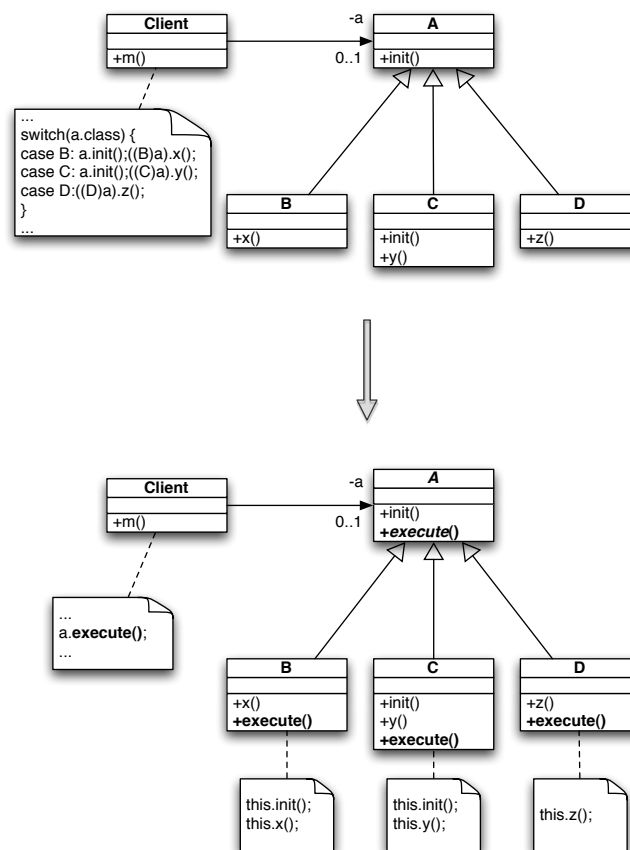 Client
+m()
-a
0..1
A
+init()
...
switch(a.class) {
case B: a.init();((B)a).x();
case C: a.init();((C)a).y();
case D:((D)a).z();
}
...
B
+x()
C
+init()
+y()
D
+z()
Client
+m()
-a
0..1
A
+init()
+execute()
...
a.execute();
...
B
+x()
+execute()
C
+init()
+y()
+execute()
D
+z()
+execute()
this.init();
this.x();
this.init();
this.y();
this.z();